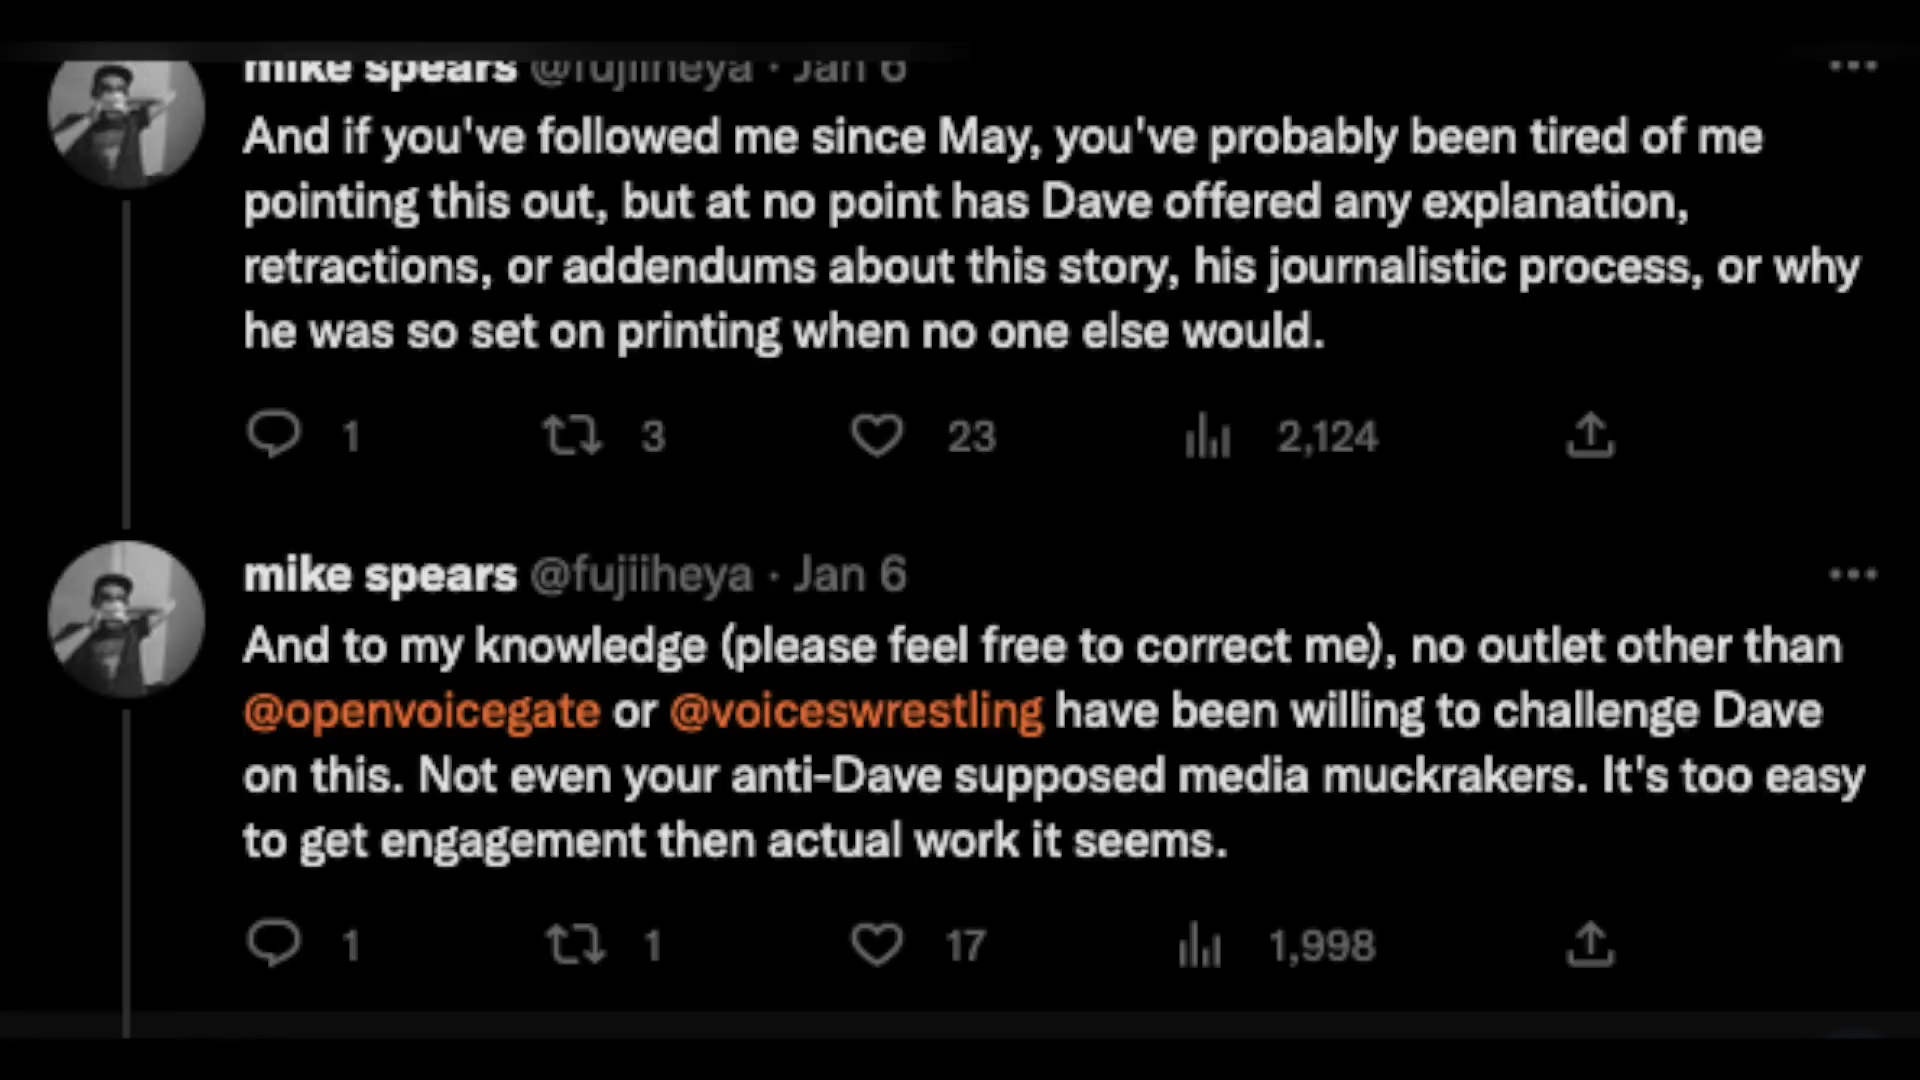 mike spears @fujiiheya · Jan 6
And if you've followed me since May, you've probably been tired of me
pointing this out, but at no point has Dave offered any explanation,
retractions, or addendums about this story, his journalistic process, or why
he was so set on printing when no one else would.
1 3 23 2,124
mike spears @fujiiheya · Jan 6
And to my knowledge (please feel free to correct me), no outlet other than
@openvoicegate or @voiceswrestling have been willing to challenge Dave
on this. Not even your anti-Dave supposed media muckrakers. It's too easy
to get engagement then actual work it seems.
1 1 17 1,998